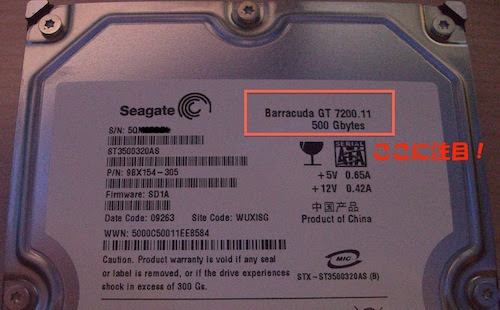 Seagate
Barracuda GT 7200.11
500 Gbytes
S/N: 5Q
ST3500320AS
P/N: 9BX154-305
Firmware: SD1A
Date Code: 09263 Site Code: WUXISG
WWN: 5000C50011EE8584
Caution. Product warranty is void if any seal
or label is removed, or if the drive experiences
shock in excess of 300 Gs.
SERIAL
SATA
ここに注目!
+5V 0.65A
+12V 0.42A
中国产品
Product of China
MIC
STX-ST3500320AS (B)